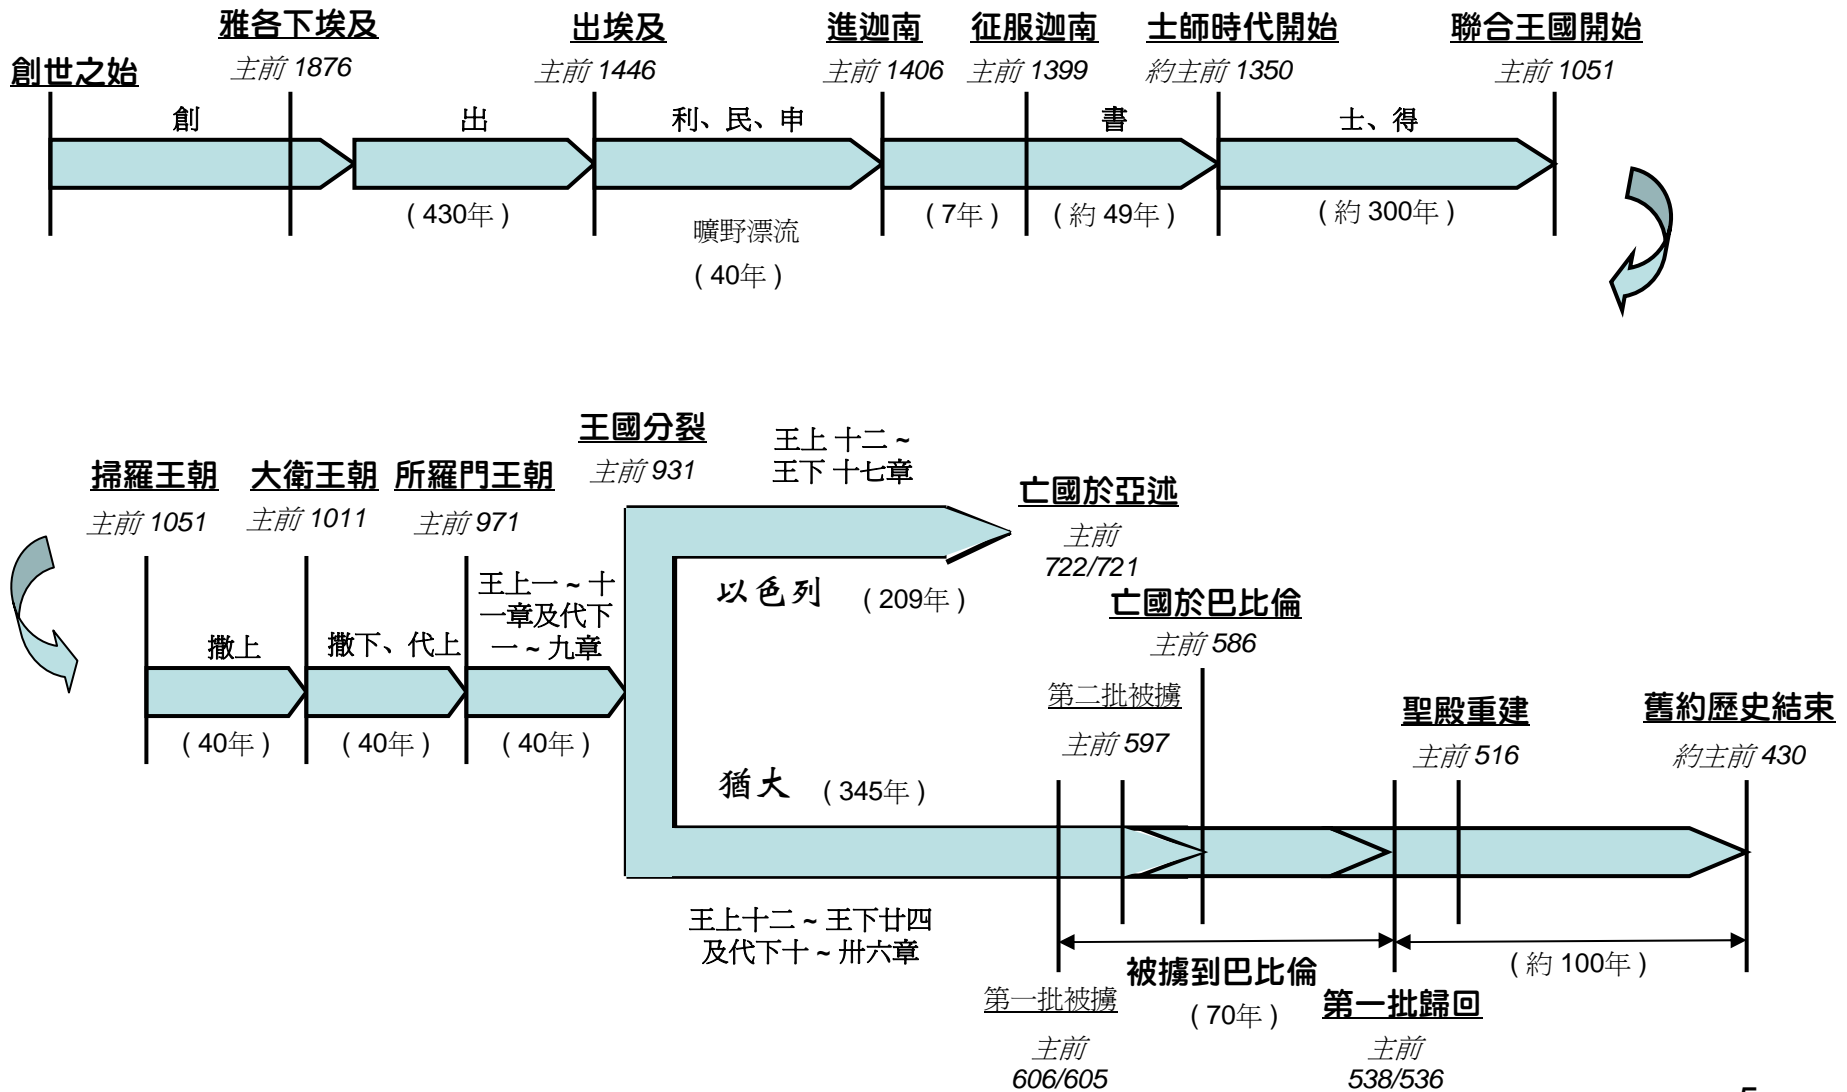 創世之始
雅各下埃及
主前 1876
出埃及
主前 1446
進迦南
主前 1406
征服迦南
主前 1399
士師時代開始
約主前 1350
聯合王國開始
主前 1051
創
出
利、民、申
書
士、得
( 430年 )
曠野漂流
( 40年 )
( 7年 )
( 約 49年 )
( 約 300年 )
掃羅王朝
主前 1051
大衛王朝
主前 1011
所羅門王朝
主前 971
王國分裂
主前 931
撒上
撒下、代上
王上一 ~ 十
一章及代下
一 ~ 九章
( 40年 )
( 40年 )
( 40年 )
王上 十二 ~
王下 十七章
以色列
( 209年 )
亡國於亞述
主前
722/721
亡國於巴比倫
主前 586
第二批被擄
主前 597
猶大
( 345年 )
聖殿重建
主前 516
舊約歷史結束
約主前 430
王上十二 ~ 王下廿四
及代下十 ~ 卅六章
被擄到巴比倫
( 70年 )
( 約 100年 )
第一批被擄
主前
606/605
第一批歸回
主前
538/536